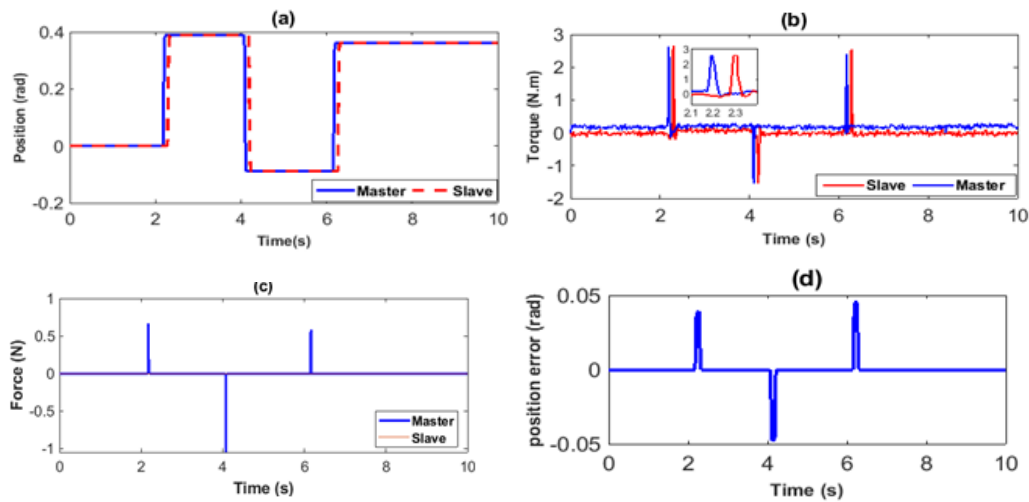 (a)
0.4
0.2
0
-0.2
Position (rad)
Master Slave
0 2 4 6 8 10
Time(s)
(b)
3
2
1
0
-1
-2
Torque (N.m)
3
2
1
0
2.1 2.2 2.3
Slave Master
0 2 4 6 8 10
Time (s)
(c)
1
0.5
0
-0.5
-1
Force (N)
Master
Slave
0 2 4 6 8 10
Time (s)
(d)
0.05
0
-0.05
position error (rad)
0 2 4 6 8 10
Time (s)